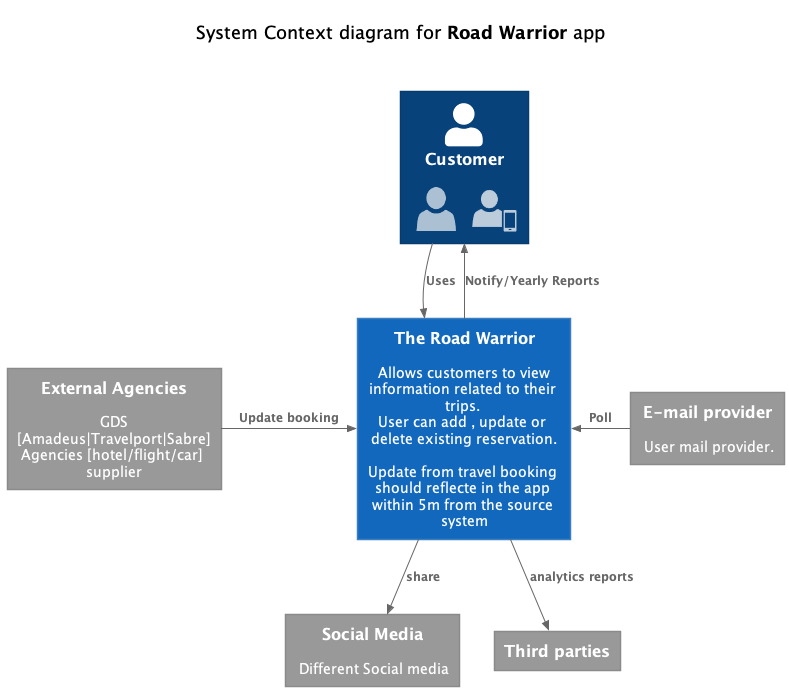 System Context diagram for Road Warrior app
Customer
Uses
Notify/Yearly Reports
The Road Warrior
Allows customers to view
information related to their
trips.
User can add , update or
delete existing reservation.
Update from travel booking
should reflecte in the app
within 5m from the source
system
External Agencies
GDS
[Amadeus|Travelport|Sabre]
Agencies [hotel/flight/car]
supplier
Update booking
Poll
E-mail provider
User mail provider.
share
analytics reports
Social Media
Different Social media
Third parties